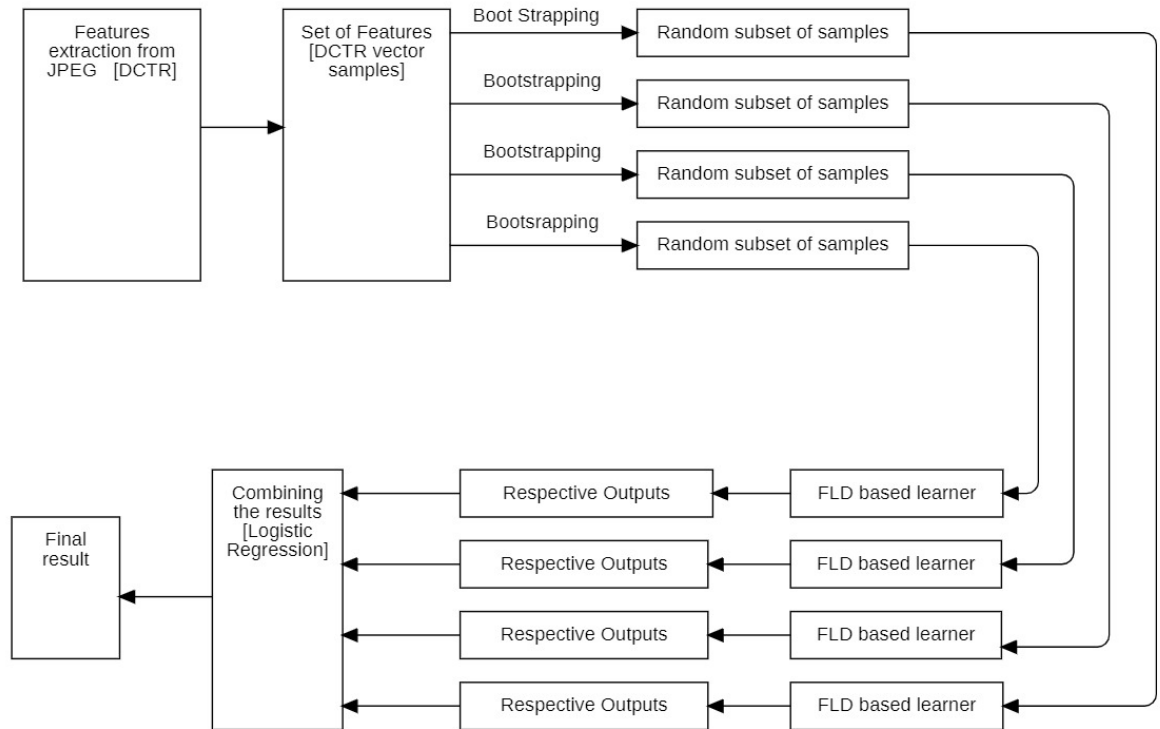 Features
extraction from
JPEG [DCTR]
Set of Features
[DCTR vector
samples]
Boot Strapping
Random subset of samples
Bootstrapping
Random subset of samples
Bootstrapping
Random subset of samples
Bootsrapping
Random subset of samples
FLD based learner
Respective Outputs
FLD based learner
Respective Outputs
FLD based learner
Respective Outputs
FLD based learner
Respective Outputs
Combining
the results
[Logistic
Regression]
Final
result